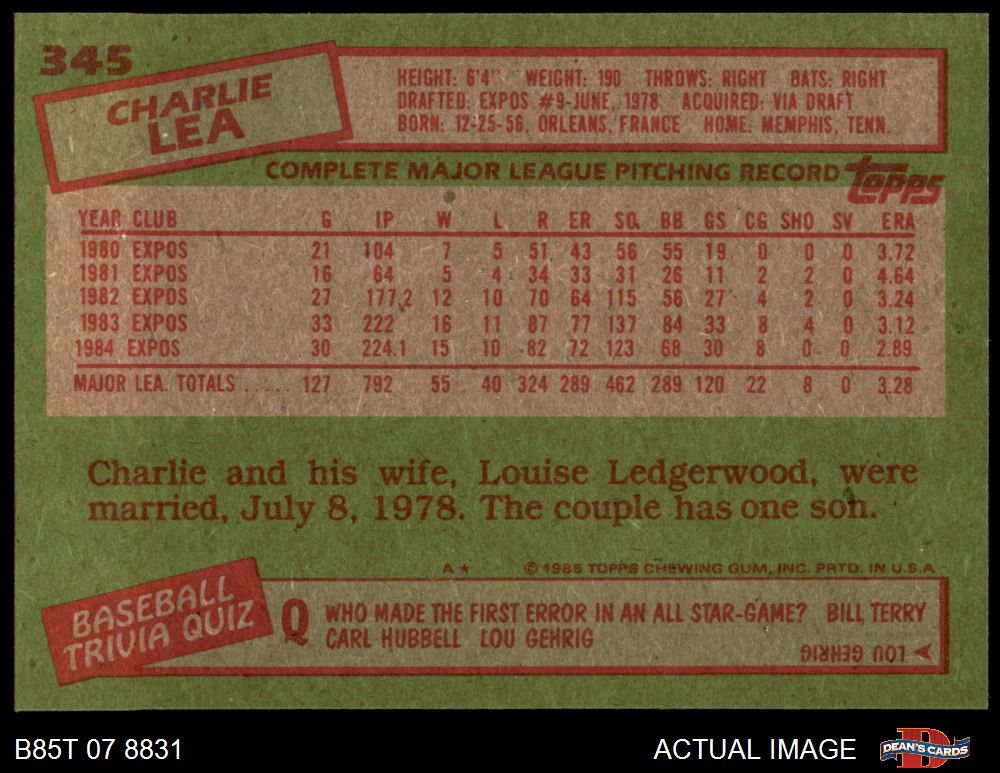 345
CHARLIE
LEA
HEIGHT: 6'4" WEIGHT: 190 THROWS: RIGHT BATS: RIGHT
DRAFTED: EXPOS #9-JUNE, 1978 ACQUIRED: VIA DRAFT
BORN: 12-25-56, ORLEANS, FRANCE HOME: MEMPHIS, TENN.
COMPLETE MAJOR LEAGUE PITCHING RECORD topps
YEAR CLUB G IP W L R ER SO. BB GS CG SHO SV ERA
1980 EXPOS 21 104 7 5 51 43 56 55 19 0 0 0 3.72
1981 EXPOS 16 64 5 4 34 33 31 26 11 2 2 0 4.64
1982 EXPOS 27 177.2 12 10 70 64 115 56 27 4 2 0 3.24
1983 EXPOS 33 222 16 11 87 77 137 84 33 8 4 0 3.12
1984 EXPOS 30 224.1 15 10 82 72 123 68 30 8 0 0 2.89
MAJOR LEA. TOTALS ..... 127 792 55 40 324 289 462 289 120 22 8 0 3.28
Charlie and his wife, Louise Ledgerwood, were
married, July 8, 1978. The couple has one son.
A★ © 1985 TOPPS CHEWING GUM, INC. PRTD. IN U.S.A
BASEBALL
TRIVIA QUIZ
Q WHO MADE THE FIRST ERROR IN AN ALL STAR-GAME? BILL TERRY
CARL HUBBELL LOU GEHRIG
LOU GEHRIG
B85T 07 8831 ACTUAL IMAGE DEAN'S CARDS